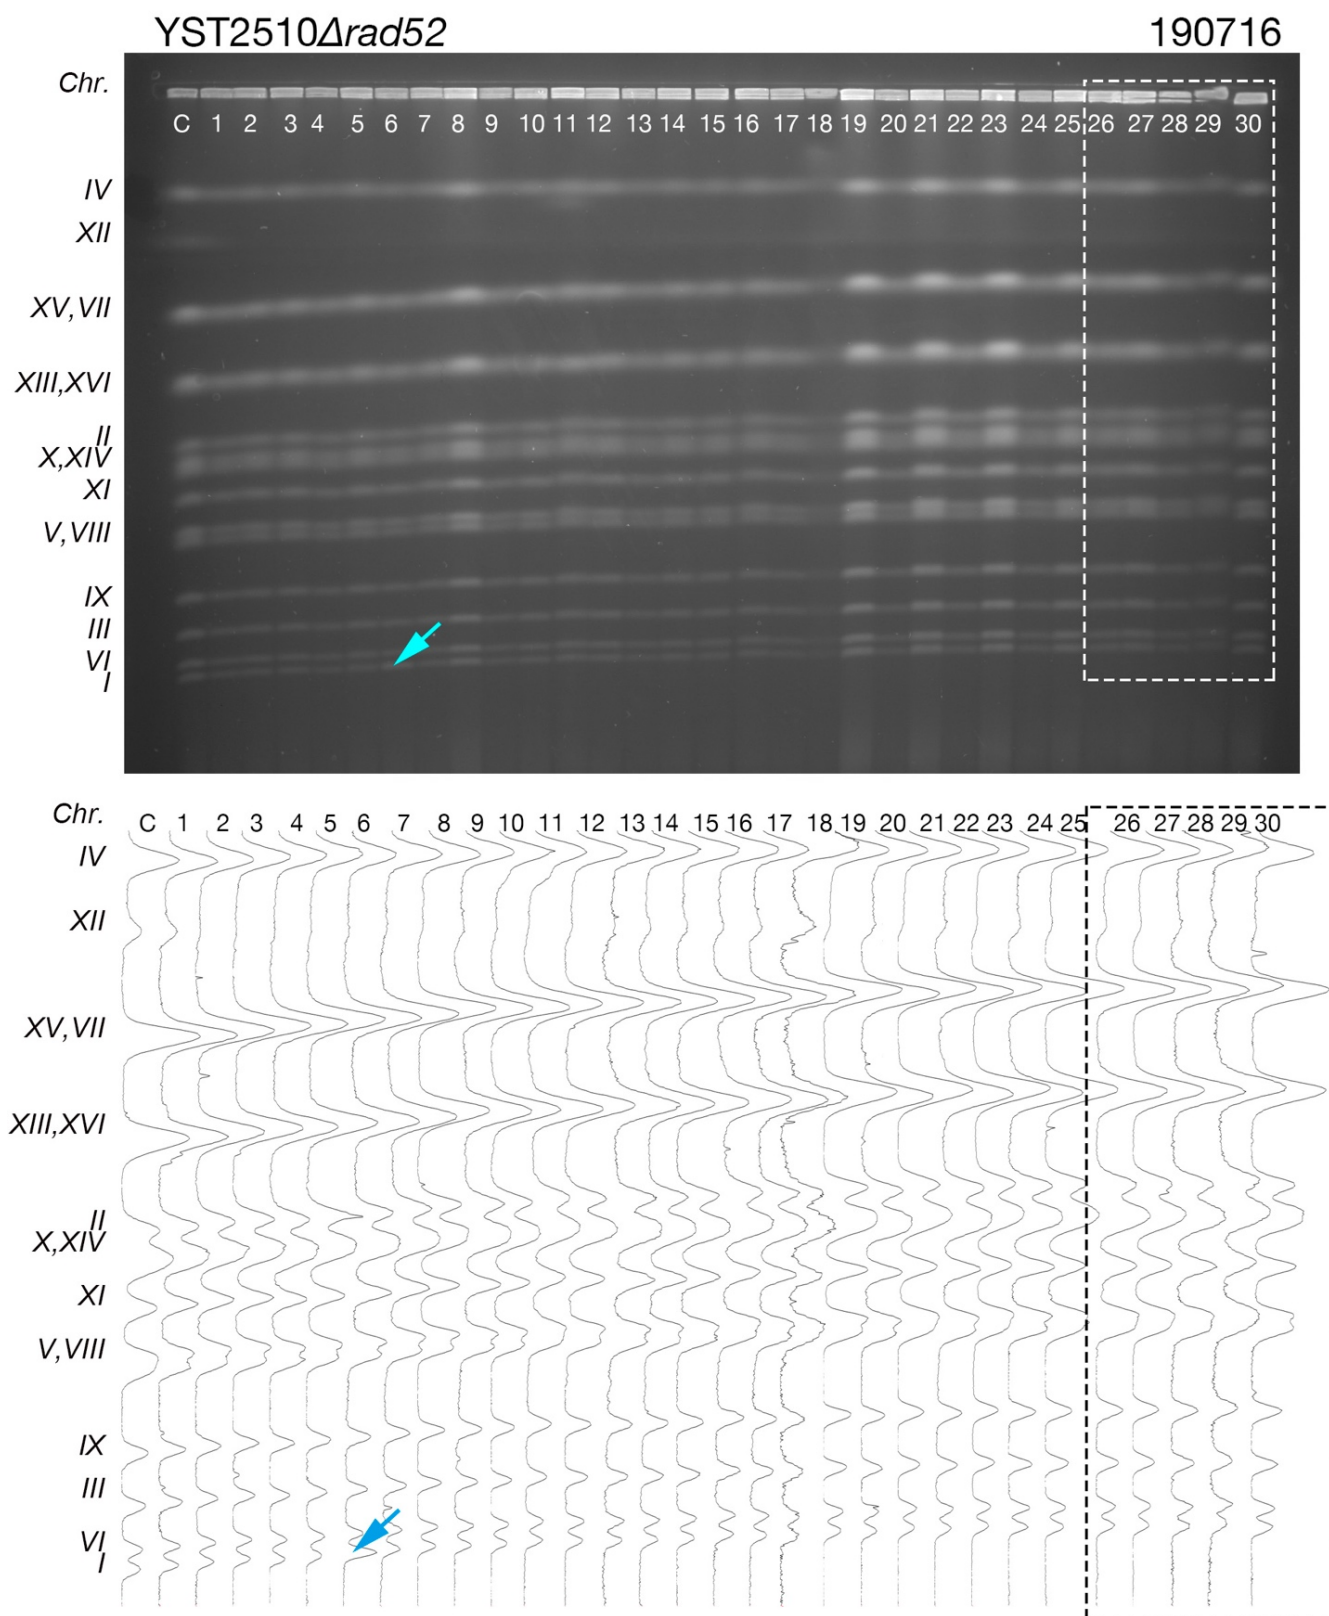 YST2510Δrad52 190716
Chr.
C 1 2 3 4 5 6 7 8 9 10 11 12 13 14 15 16 17 18 19 20 21 22 23 24 25 26 27 28 29 30
IV
XII
XV,VII
XIII,XVI
II
X,XIV
XI
V,VIII
IX
III
VI
I
Chr.
C 1 2 3 4 5 6 7 8 9 10 11 12 13 14 15 16 17 18 19 20 21 22 23 24 25 26 27 28 29 30
IV
XII
XV,VII
XIII,XVI
II
X,XIV
XI
V,VIII
IX
III
VI
I